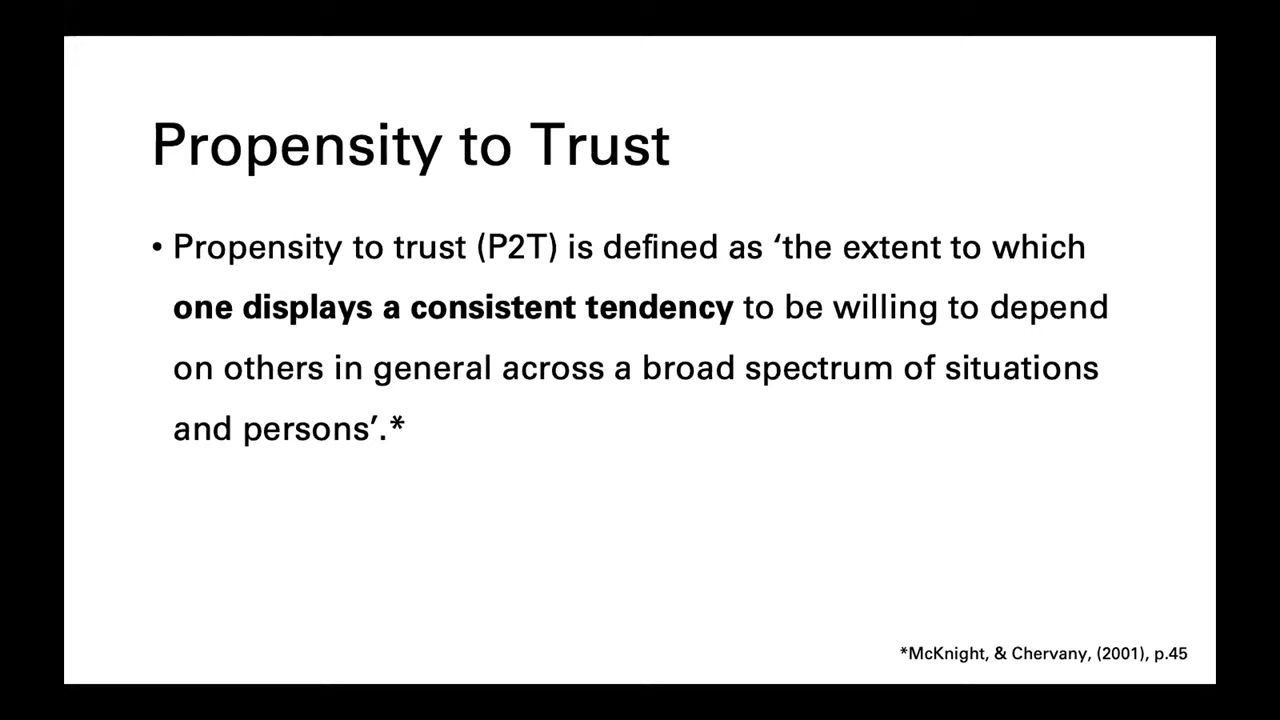 Propensity to Trust
• Propensity to trust (P2T) is defined as ‘the extent to which
one displays a consistent tendency to be willing to depend
on others in general across a broad spectrum of situations
and persons’.*
*McKnight, & Chervany, (2001), p.45